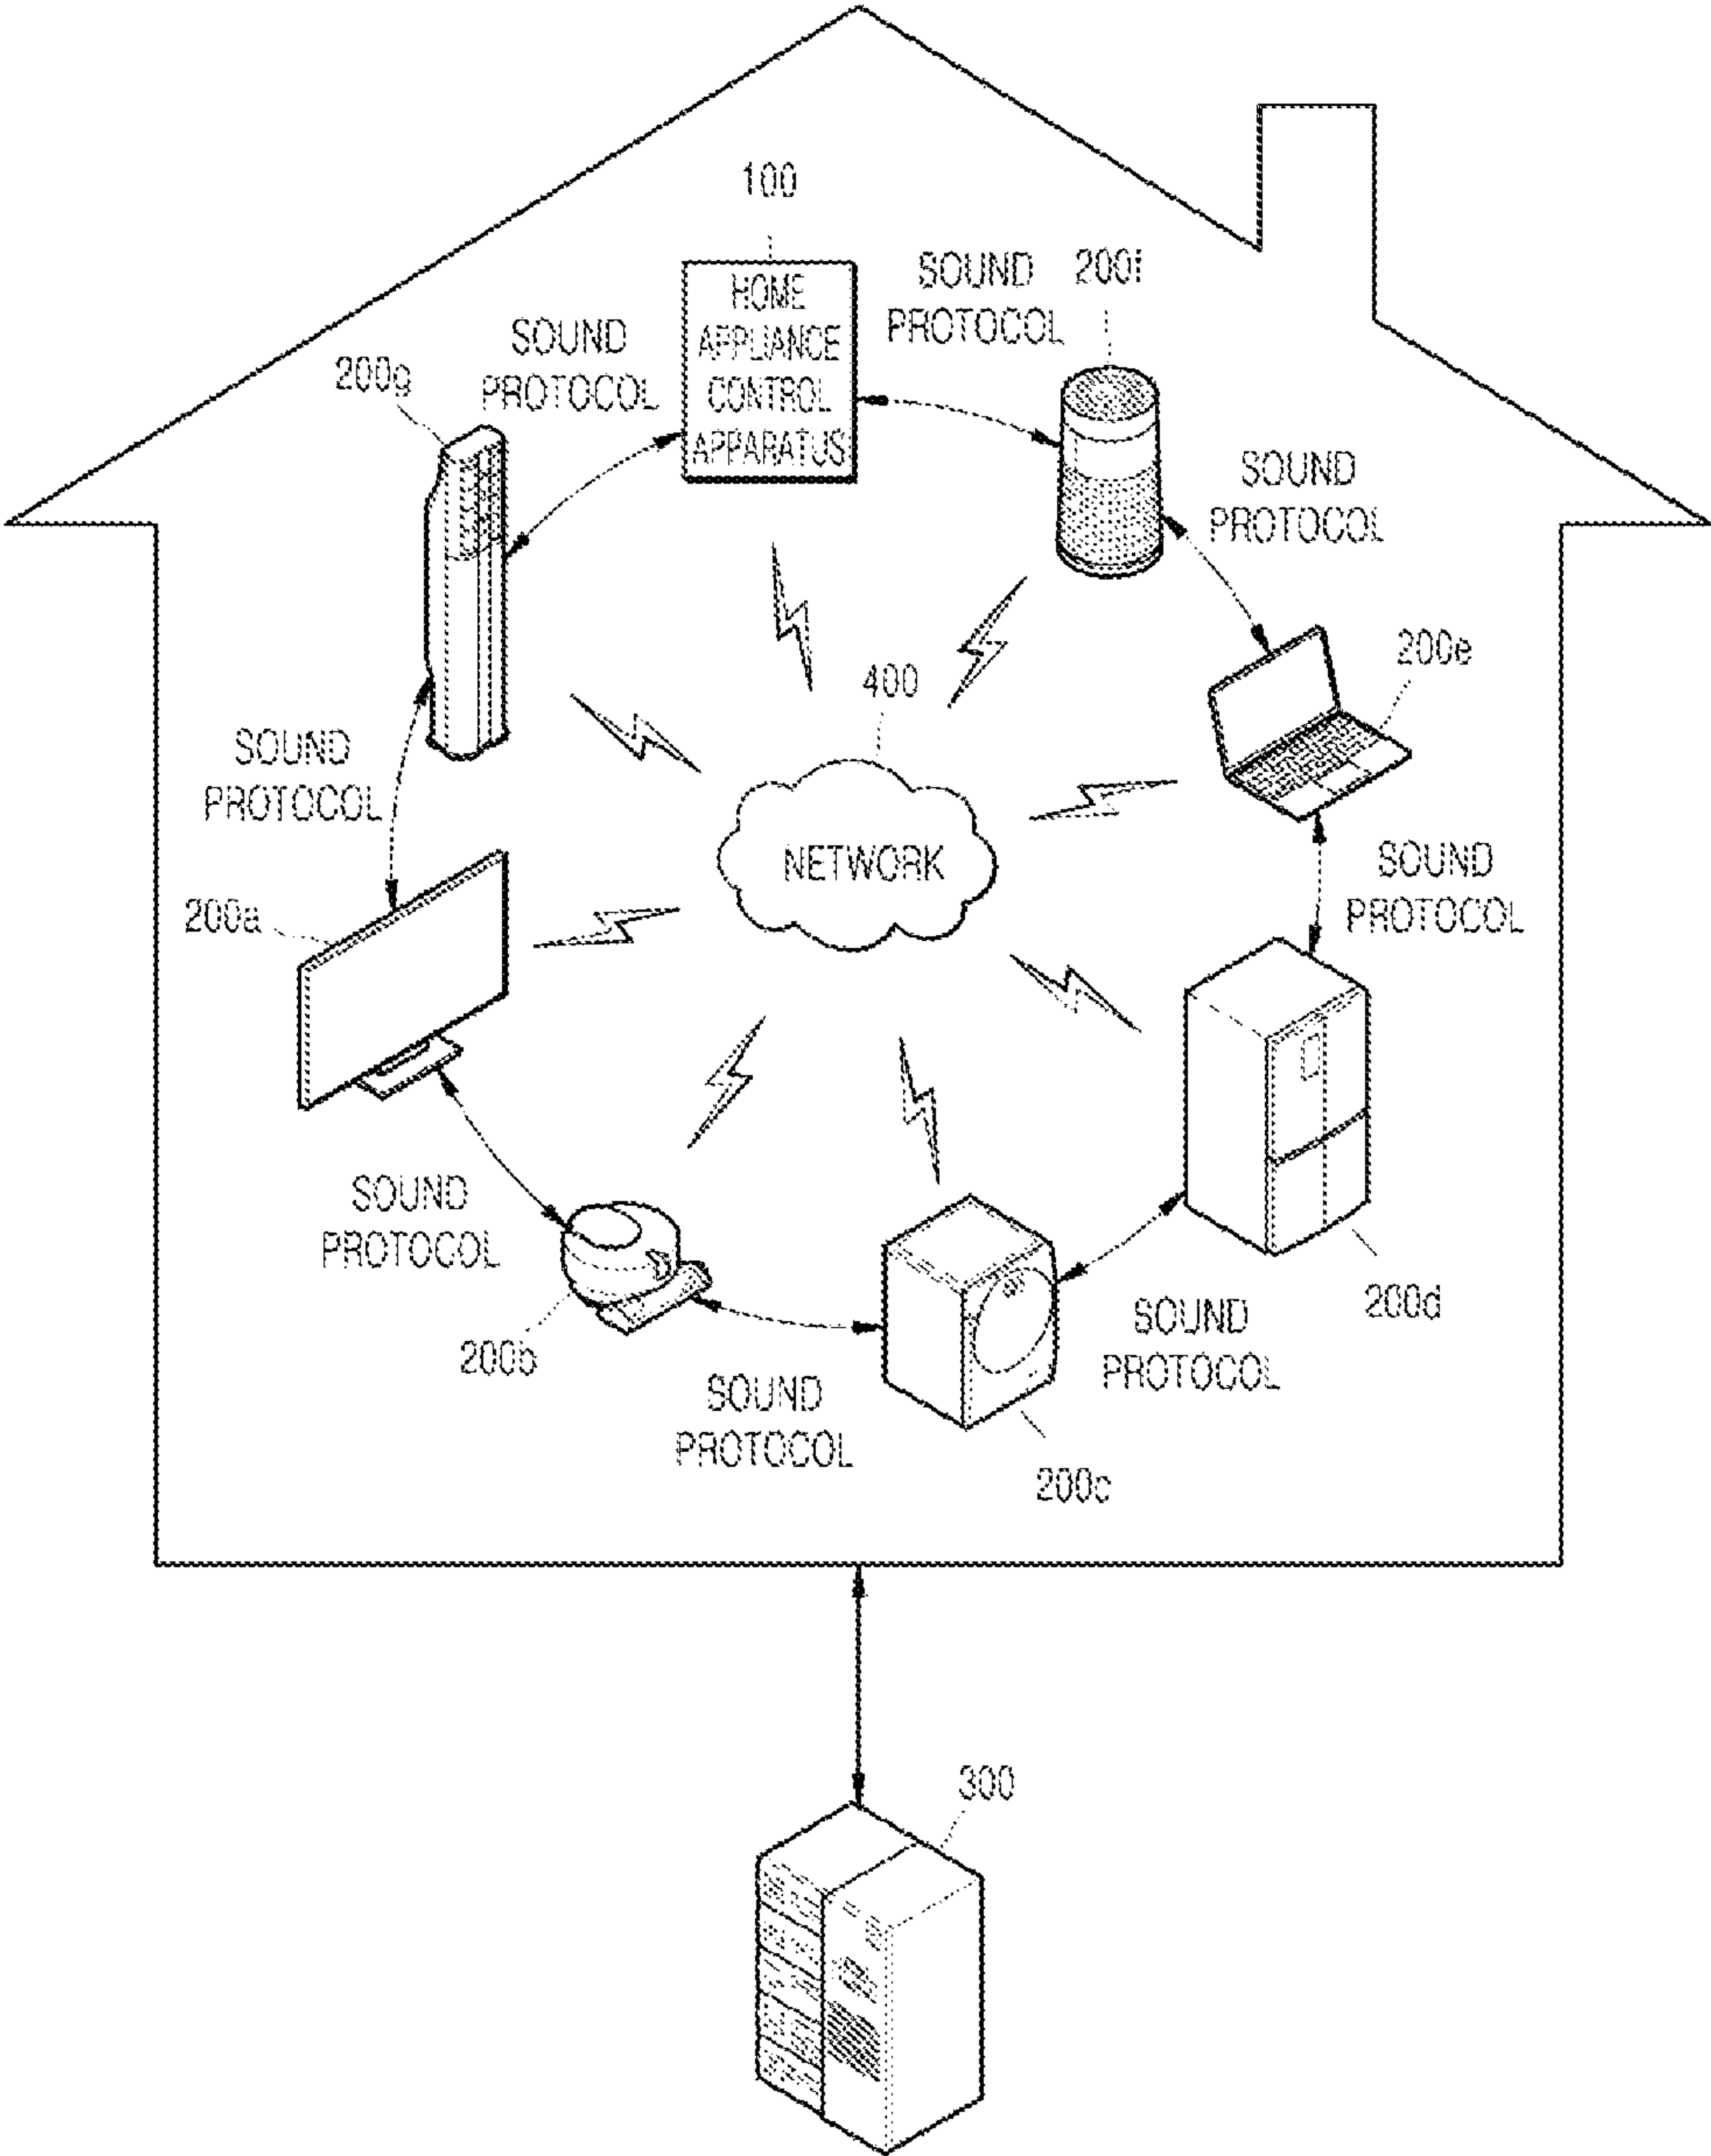 100
HOME
APPLIANCE
CONTROL
APPARATUS
SOUND
PROTOCOL
200f
SOUND
PROTOCOL
200g
SOUND
PROTOCOL
200e
400
SOUND
PROTOCOL
NETWORK
SOUND
PROTOCOL
200a
SOUND
PROTOCOL
200b
SOUND
PROTOCOL
200c
SOUND
PROTOCOL
200d
300